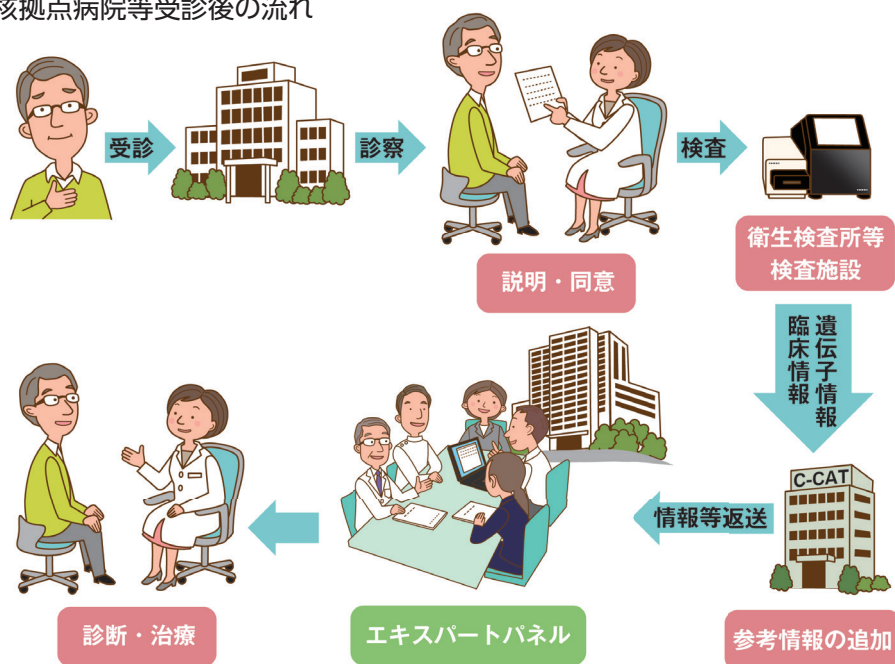 核拠点病院等受診後の流れ
受診
診察
検査
説明・同意
衛生検査所等
検査施設
遺伝子情報
臨床情報
C-CAT
情報等返送
参考情報の追加
エキスパートパネル
診断・治療